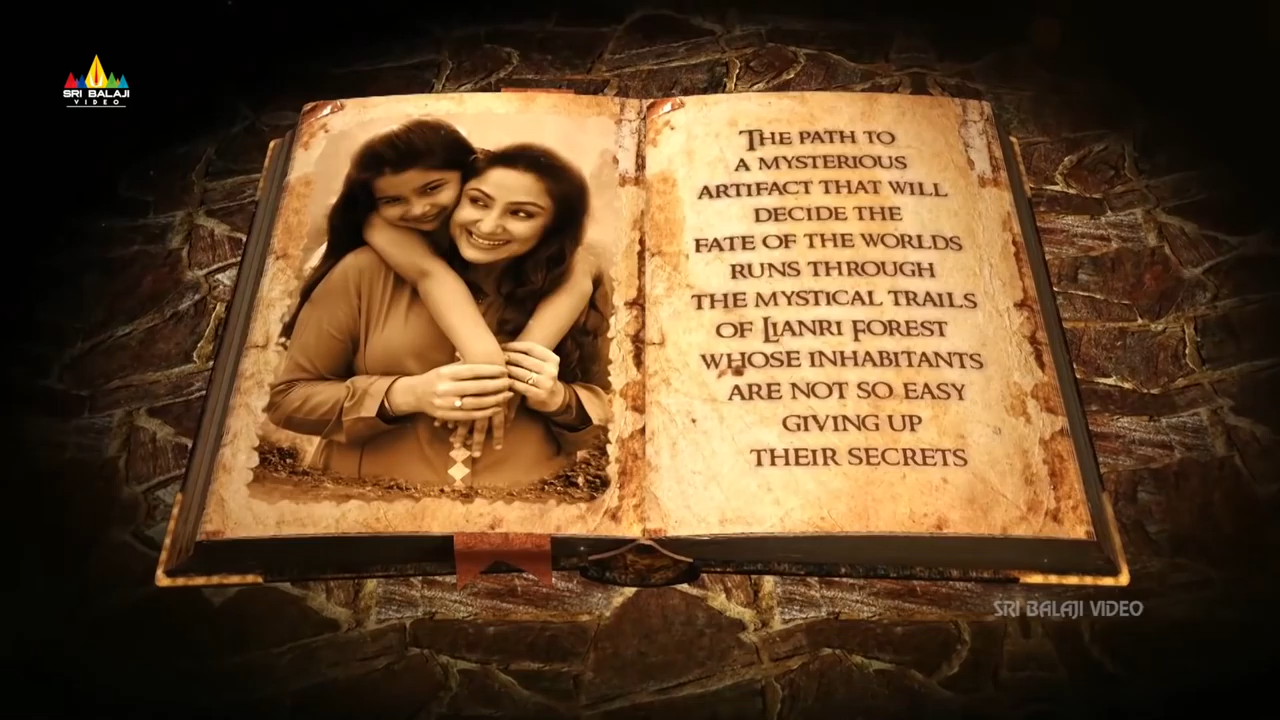 SRI BALAJI
VIDEO
THE PATH TO
A MYSTERIOUS
ARTIFACT THAT WILL
DECIDE THE
FATE OF THE WORLDS
RUNS THROUGH
THE MYSTICAL TRAILS
OF LIANRI FOREST
WHOSE INHABITANTS
ARE NOT SO EASY
GIVING UP
THEIR SECRETS
SRI BALAJI VIDEO